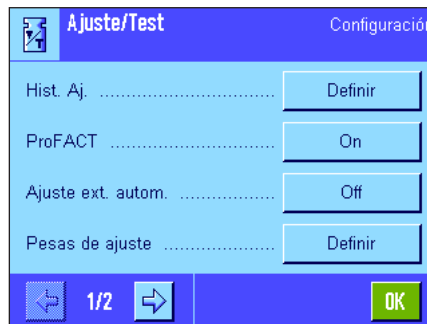 Ajuste/Test Configuración
Hist. Aj. ................................ Definir
ProFACT .............................. On
Ajuste ext. autom. .................. Off
Pesas de ajuste .................... Definir
1/2 OK